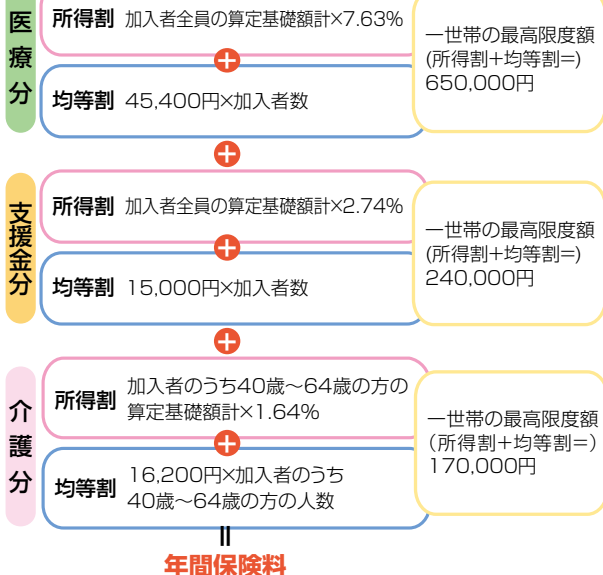 医療分
所得割 加入者全員の算定基礎額計×7.63%
+
均等割 45,400円×加入者数
一世帯の最高限度額
(所得割+均等割=)
650,000円
+
支援金分
所得割 加入者全員の算定基礎額計×2.74%
+
均等割 15,000円×加入者数
一世帯の最高限度額
(所得割+均等割=)
240,000円
+
介護分
所得割 加入者のうち40歳～64歳の方の
算定基礎額計×1.64%
+
均等割 16,200円×加入者のうち
40歳～64歳の方の人数
一世帯の最高限度額
（所得割+均等割=）
170,000円
=
年間保険料